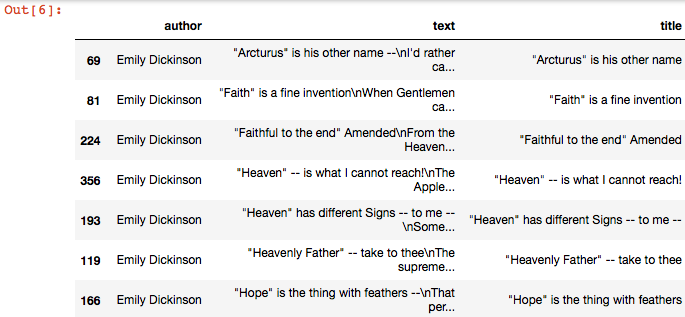 Out[6]:
author text title
69 Emily Dickinson "Arcturus" is his other name --\nI'd rather ca... "Arcturus" is his other name
81 Emily Dickinson "Faith" is a fine invention\nWhen Gentlemen ca... "Faith" is a fine invention
224 Emily Dickinson "Faithful to the end" Amended\nFrom the Heaven... "Faithful to the end" Amended
356 Emily Dickinson "Heaven" -- is what I cannot reach!\nThe Apple... "Heaven" -- is what I cannot reach!
193 Emily Dickinson "Heaven" has different Signs -- to me --\nSome... "Heaven" has different Signs -- to me --
119 Emily Dickinson "Heavenly Father" -- take to thee\nThe supreme... "Heavenly Father" -- take to thee
166 Emily Dickinson "Hope" is the thing with feathers --\nThat per... "Hope" is the thing with feathers